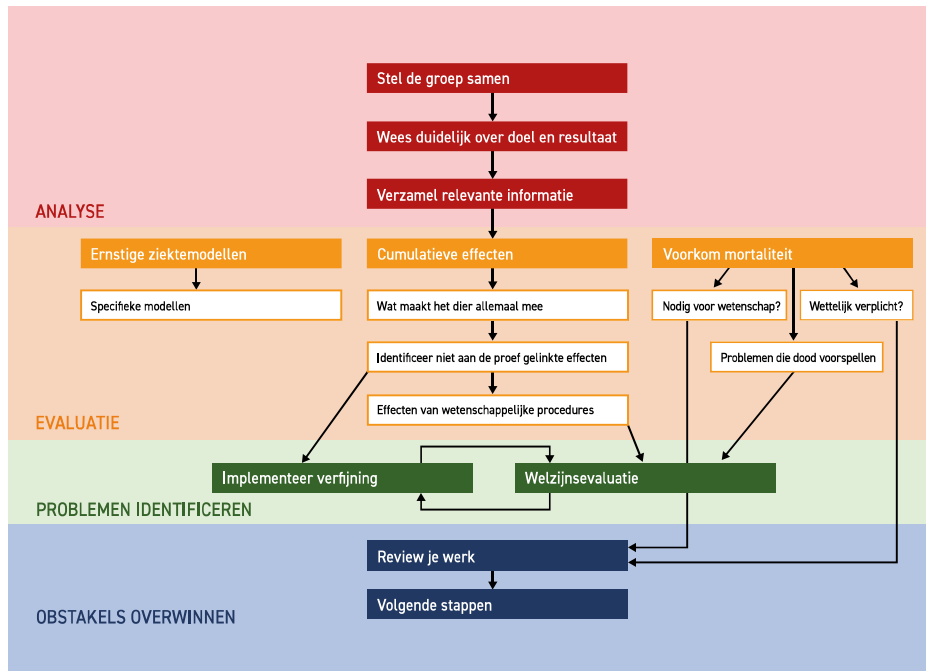 Stel de groep samen
Wees duidelijk over doel en resultaat
Verzamel relevante informatie
ANALYSE
Ernstige ziektemodellen
Cumulatieve effecten
Voorkom mortaliteit
Specifieke modellen
Wat maakt het dier allemaal mee
Nodig voor wetenschap?
Wettelijk verplicht?
Identificeer niet aan de proef gelinkte effecten
Problemen die dood voorspellen
Effecten van wetenschappelijke procedures
EVALUATIE
Implementeer verfijning
Welzijnsevaluatie
PROBLEMEN IDENTIFICEREN
Review je werk
Volgende stappen
OBSTAKELS OVERWINNEN